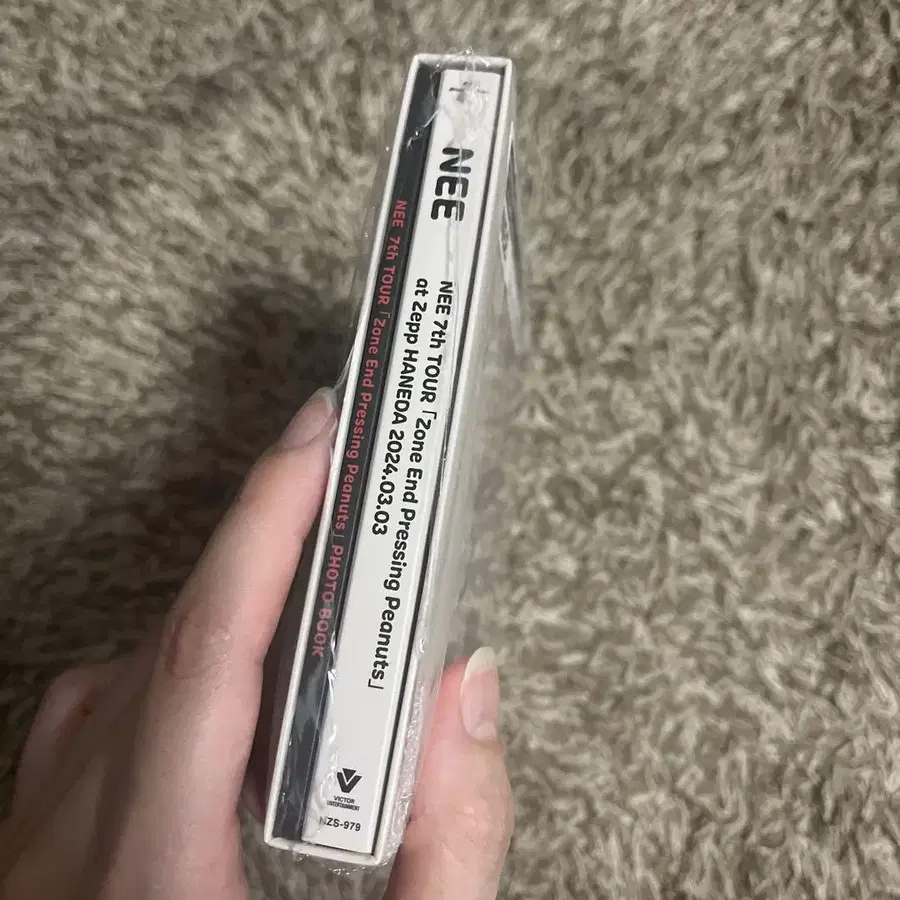 NEE
NEE 7th TOUR「Zone End Pressing Peanuts」
at Zepp HANEDA 2024.03.03
VICTOR
ENTERTAINMENT
NZS-979
NEE 7th TOUR「Zone End Pressing Peanuts」PHOTO BOOK